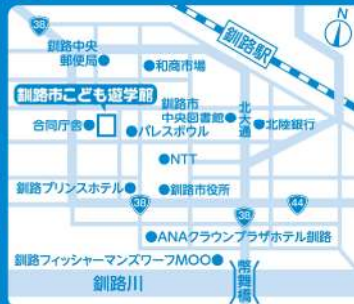 38
N
釧路駅
釧路中央
郵便局
和商市場
釧路市こども遊学館
釧路市
中央図書館
北大通
北陸銀行
合同庁舎
パレスボウル
NTT
釧路プリンスホテル
釧路市役所
38
38
44
ANAクラウンプラザホテル釧路
釧路フィッシャーマンズワーフMOO
幣舞橋
釧路川